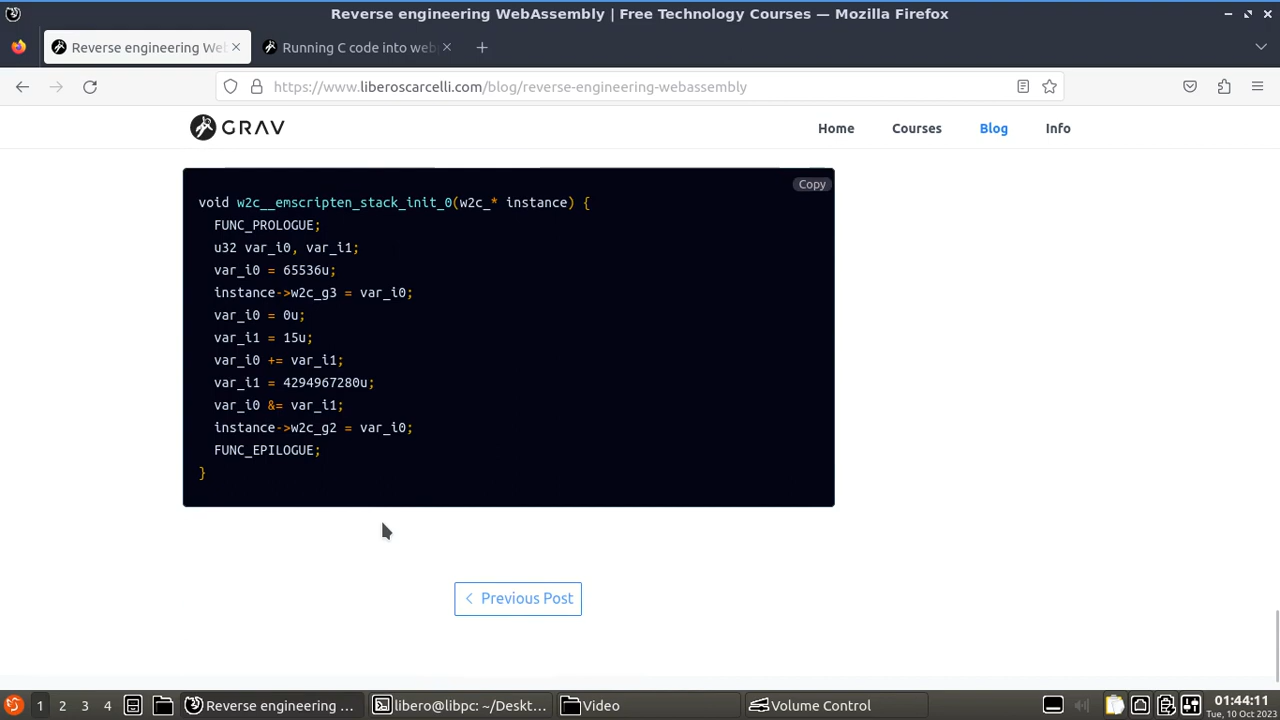 Reverse engineering WebAssembly | Free Technology Courses — Mozilla Firefox
Reverse engineering We
Running C code into web
https://www.liberoscarcelli.com/blog/reverse-engineering-webassembly
GRAV
Home Courses Blog Info
Copy
void w2c__emscripten_stack_init_0(w2c_* instance) {
FUNC_PROLOGUE;
u32 var_i0, var_i1;
var_i0 = 65536u;
instance->w2c_g3 = var_i0;
var_i0 = 0u;
var_i1 = 15u;
var_i0 += var_i1;
var_i1 = 4294967280u;
var_i0 &= var_i1;
instance->w2c_g2 = var_i0;
FUNC_EPILOGUE;
}
Previous Post
1 2 3 4 Reverse engineering ... libero@libpc: ~/Deskt... Video Volume Control 01:44:11
Tue, 10 Oct 2023